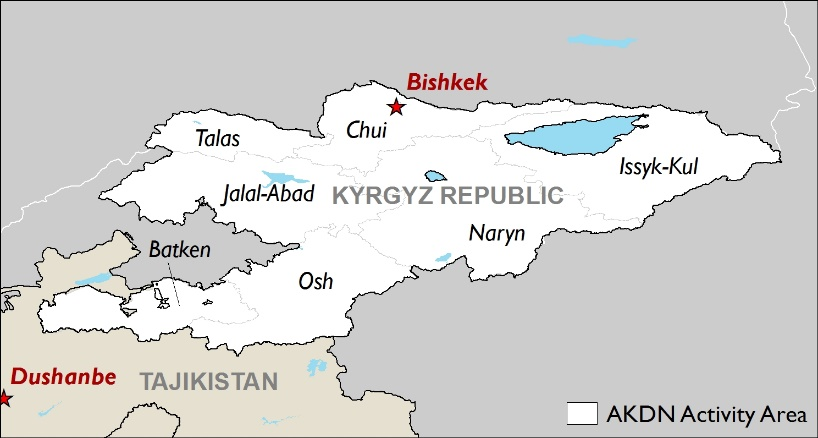 Bishkek
Chui
Talas
Issyk-Kul
Jalal-Abad
KYRGYZ REPUBLIC
Naryn
Batken
Osh
Dushanbe
TAJIKISTAN
AKDN Activity Area